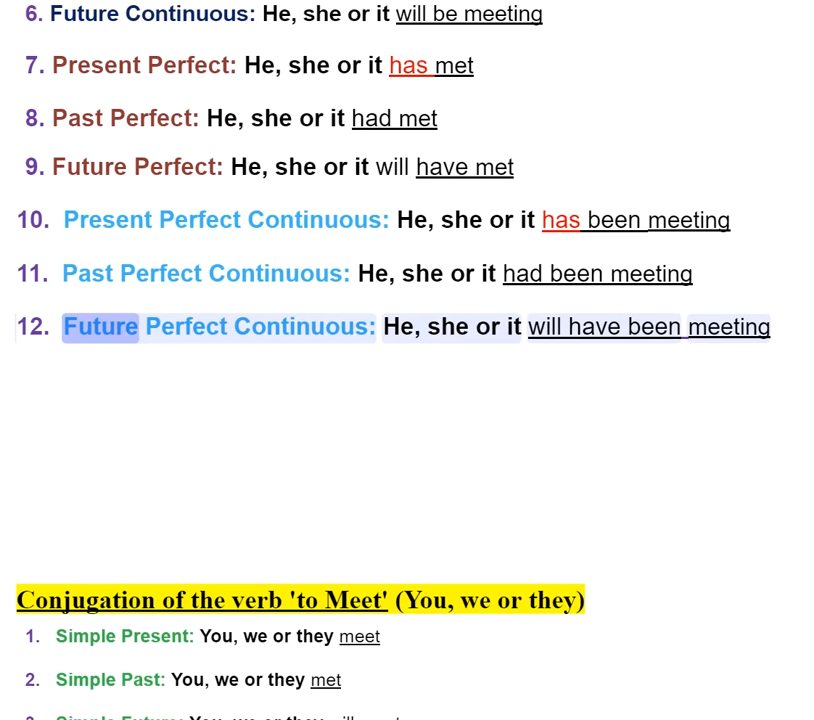 6. Future Continuous: He, she or it will be meeting
7. Present Perfect: He, she or it has met
8. Past Perfect: He, she or it had met
9. Future Perfect: He, she or it will have met
10. Present Perfect Continuous: He, she or it has been meeting
11. Past Perfect Continuous: He, she or it had been meeting
12. Future Perfect Continuous: He, she or it will have been meeting
Conjugation of the verb 'to Meet' (You, we or they)
1. Simple Present: You, we or they meet
2. Simple Past: You, we or they met